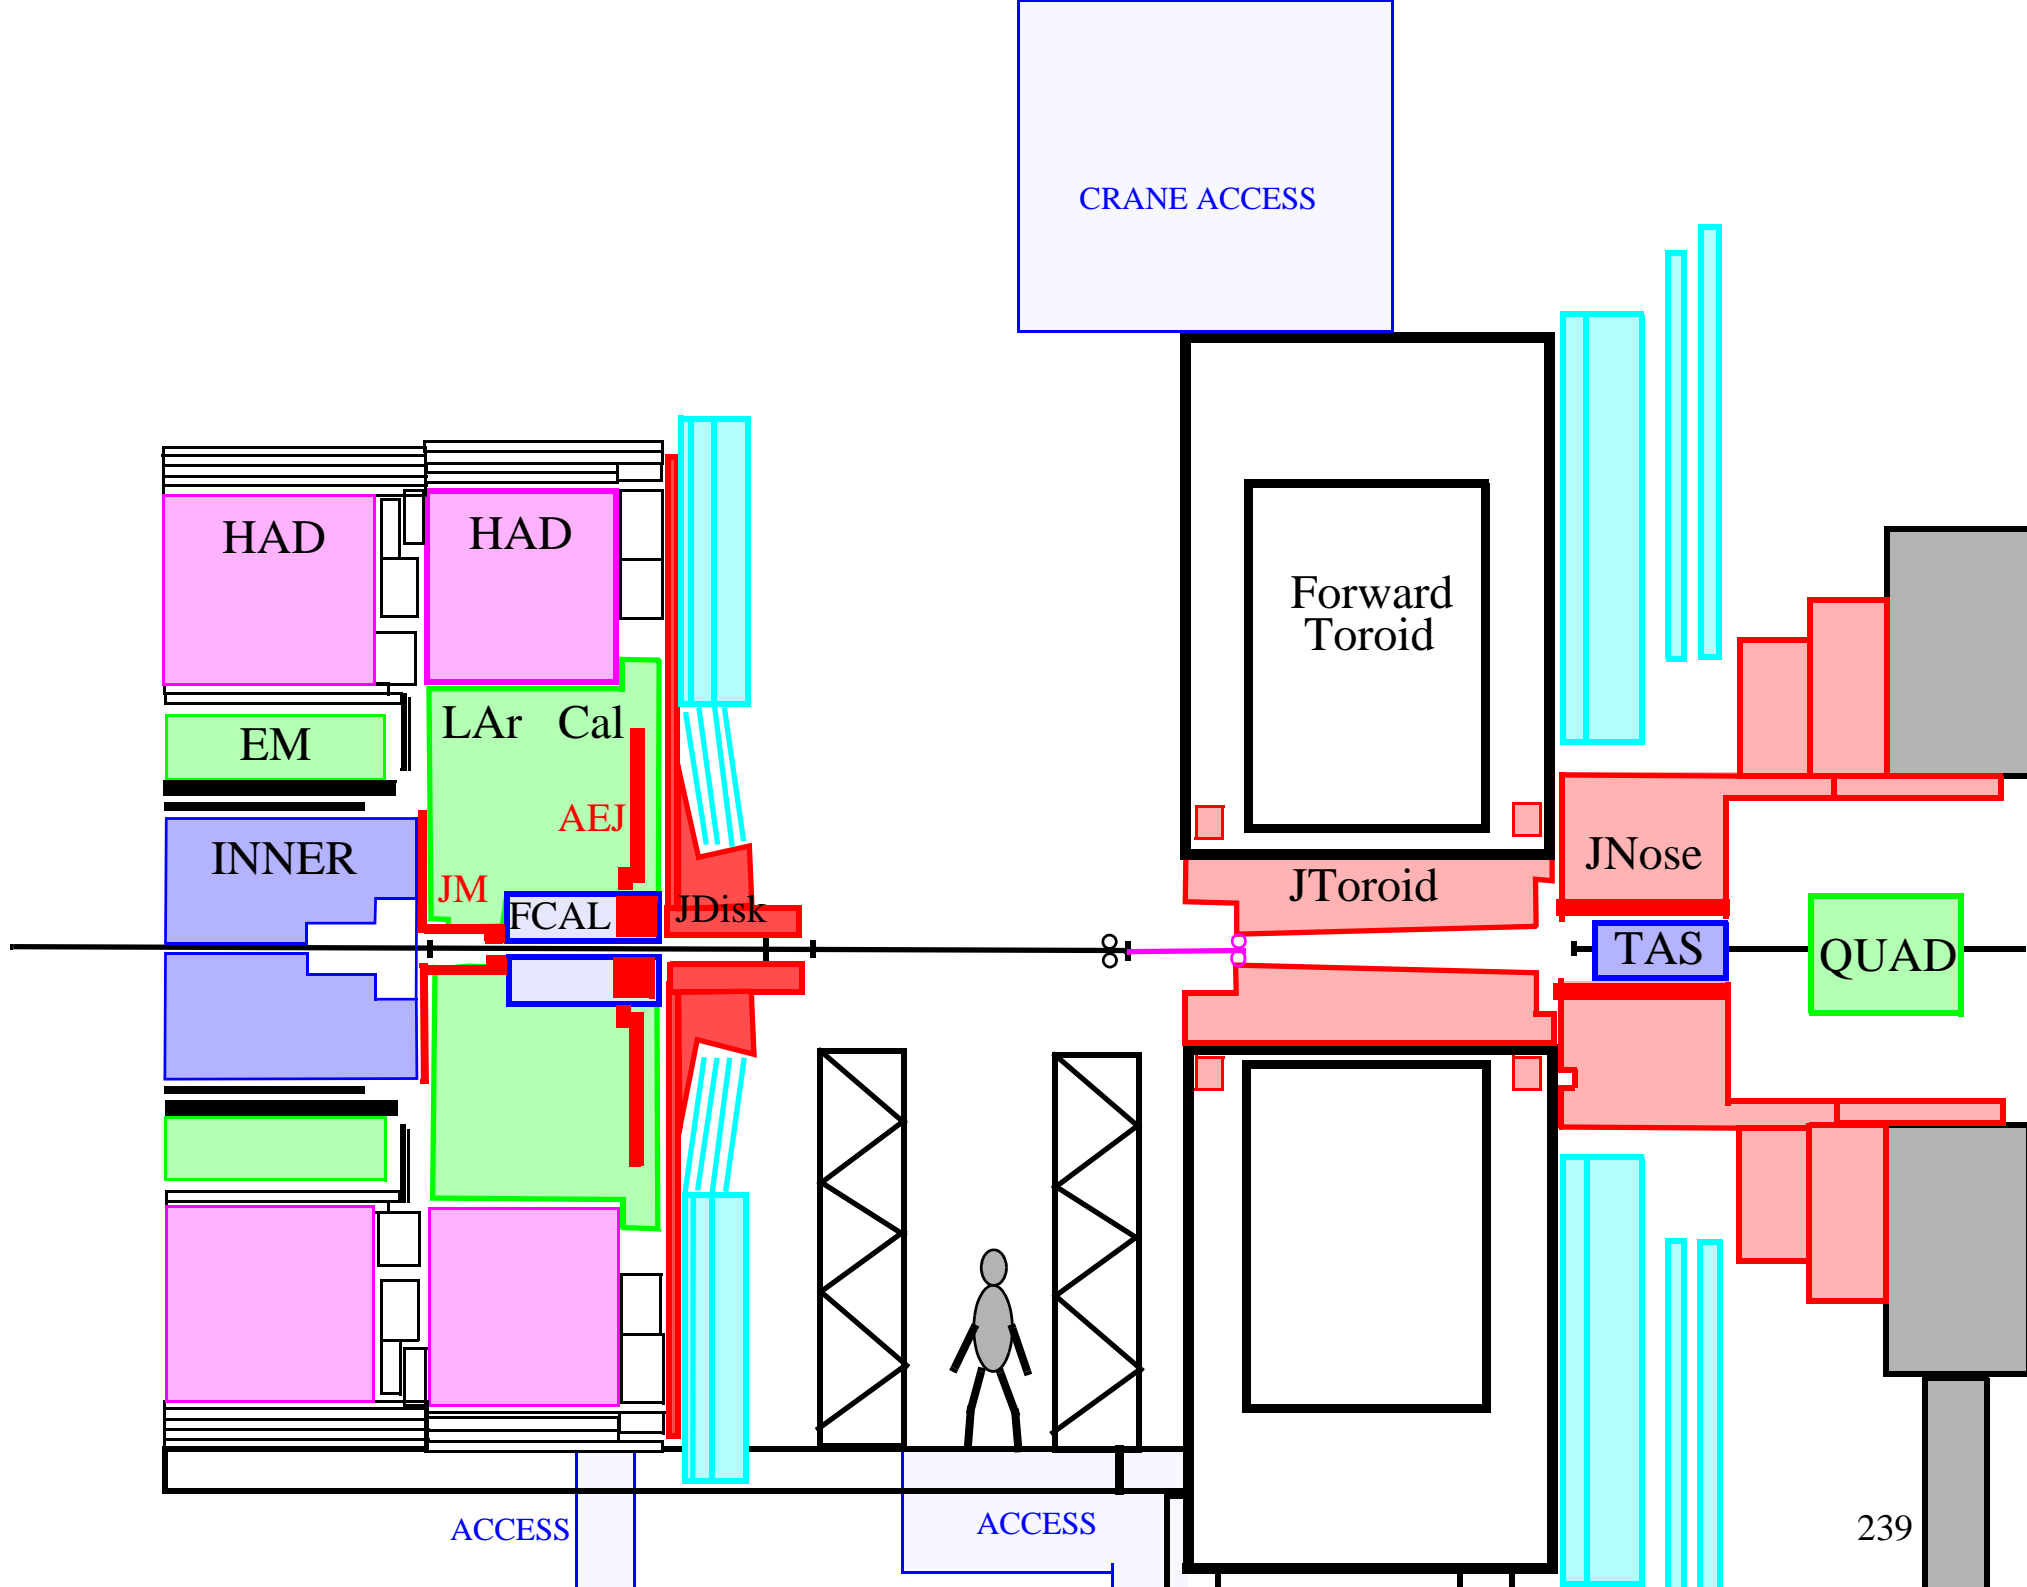 CRANE ACCESS
HAD
HAD
Forward
Toroid
LAr Cal
EM
AEJ
INNER
JM
FCAL
JDisk
JToroid
JNose
TAS
QUAD
ACCESS
ACCESS
239